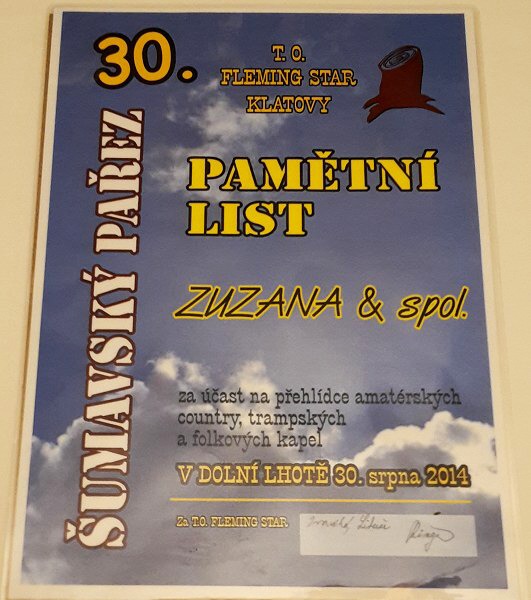 30.
ŠUMAVSKÝ PAŘEZ
T. O.
FLEMING STAR
KLATOVY
PAMĚTNÍ
LIST
ZUZANA & spol.
za účast na přehlídce amatérských
country, trampských
a folkových kapel
V DOLNÍ LHOTĚ 30. srpna 2014
Za T.O. FLEMING STAR